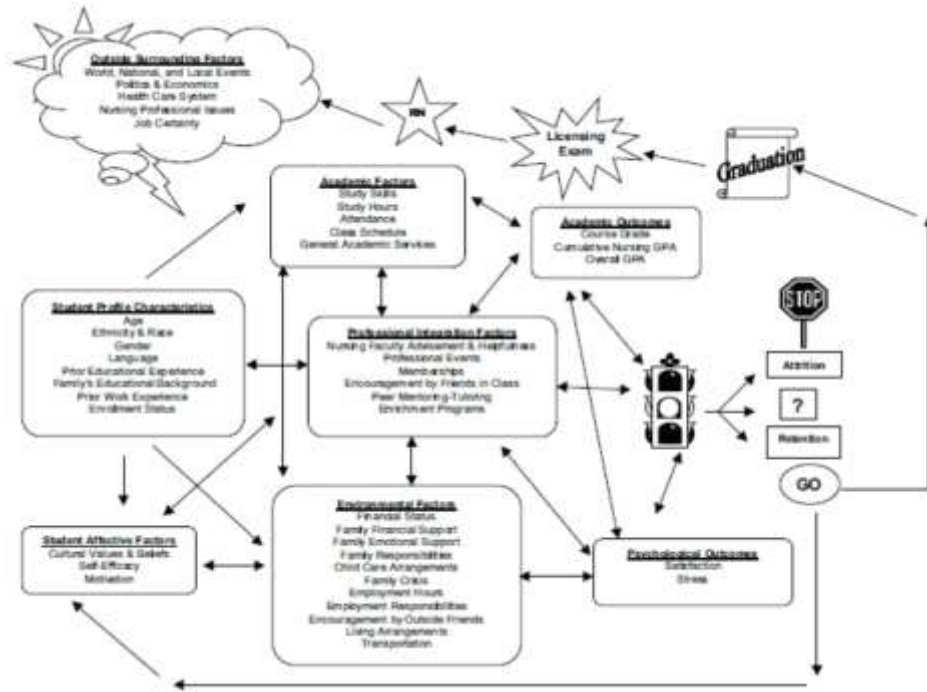 Outside Surrounding Factors
World, National, and Local Events
Politics & Economics
Health Care System
Nursing Professional Issues
Job Certainty
RN
Licensing
Exam
Graduation
Academic Factors
Study Skills
Study Hours
Attendance
Class Schedule
General Academic Services
Academic Outcomes
Course Grade
Cumulative Nursing GPA
Overall GPA
Student Profile Characteristics
Age
Ethnicity & Race
Gender
Language
Prior Educational Experience
Family's Educational Background
Prior Work Experience
Enrollment Status
Professional Integration Factors
Nursing Faculty Advisement & Helpfulness
Professional Events
Memberships
Encouragement by Friends in Class
Peer Mentoring-Tutoring
Enrichment Programs
STOP
Attrition
?
Retention
GO
Student Affective Factors
Cultural Values & Beliefs
Self-Efficacy
Motivation
Environmental Factors
Financial Status
Family Financial Support
Family Emotional Support
Family Responsibilities
Child Care Arrangements
Family Crisis
Employment Hours
Employment Responsibilities
Encouragement by Outside Friends
Living Arrangements
Transportation
Psychological Outcomes
Satisfaction
Stress